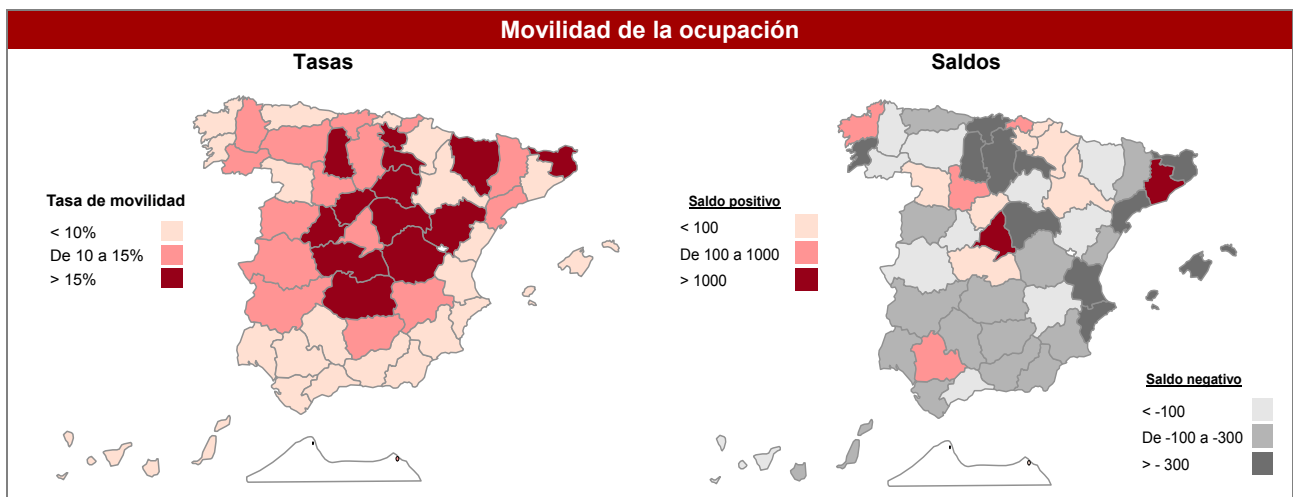 Movilidad de la ocupación
Tasas
Tasa de movilidad
< 10%
De 10 a 15%
> 15%
Saldos
Saldo positivo
< 100
De 100 a 1000
> 1000
Saldo negativo
< -100
De -100 a -300
> - 300